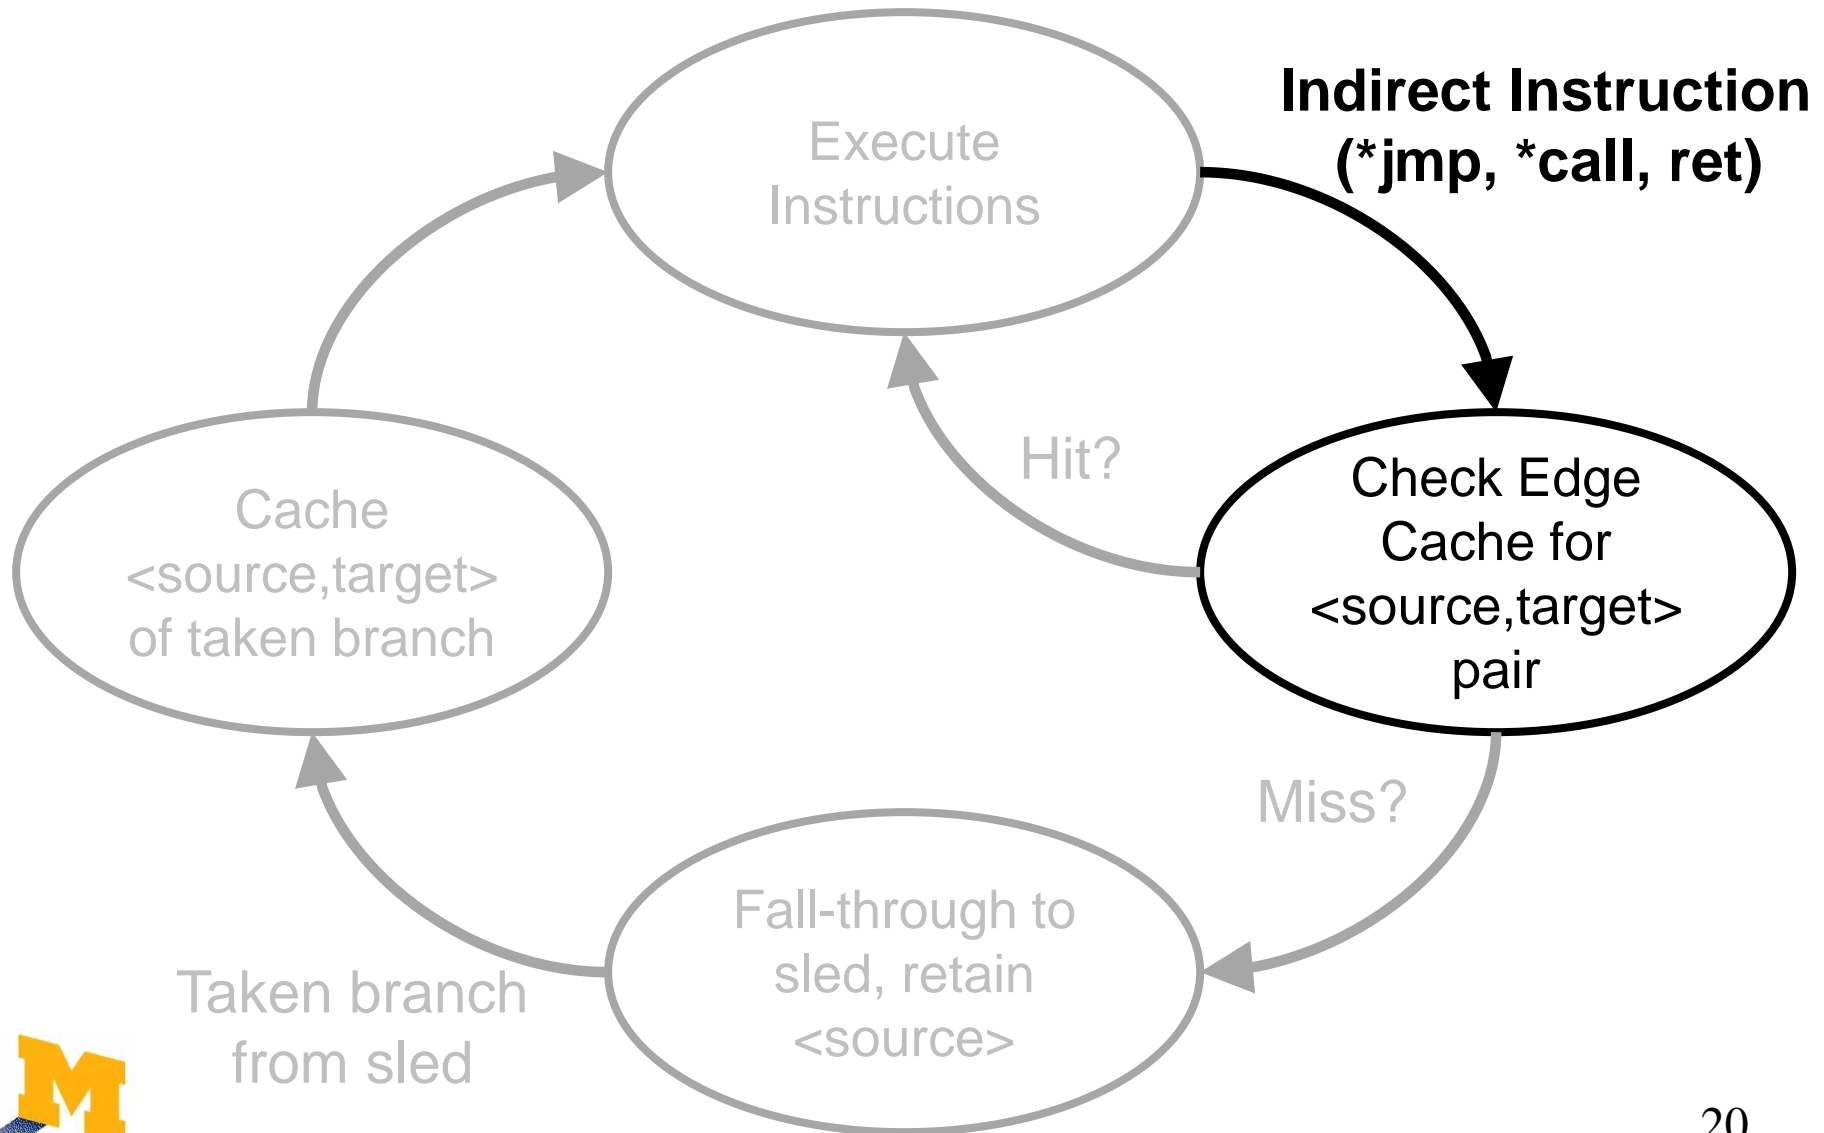 Indirect Instruction
(*jmp, *call, ret)
Execute
Instructions
Hit?
Check Edge
Cache for
<source,target>
pair
Cache
<source,target>
of taken branch
Miss?
Fall-through to
sled, retain
<source>
Taken branch
from sled
M
20